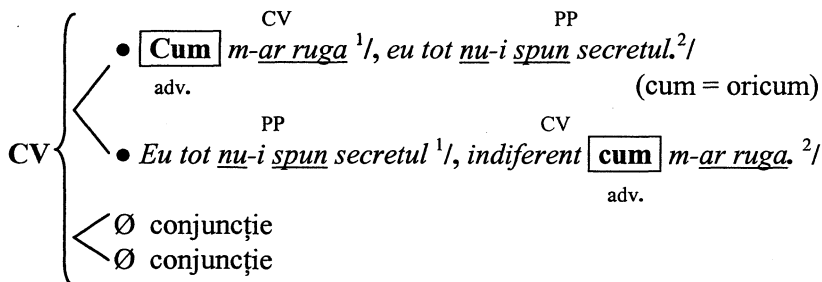 CV PP
• Cum m-ar ruga ¹/, eu tot nu-i spun secretul.²/
adv.
(cum = oricum)
PP CV
CV
• Eu tot nu-i spun secretul ¹/, indiferent cum m-ar ruga. ²/
adv.
Ø conjuncție
Ø conjuncție